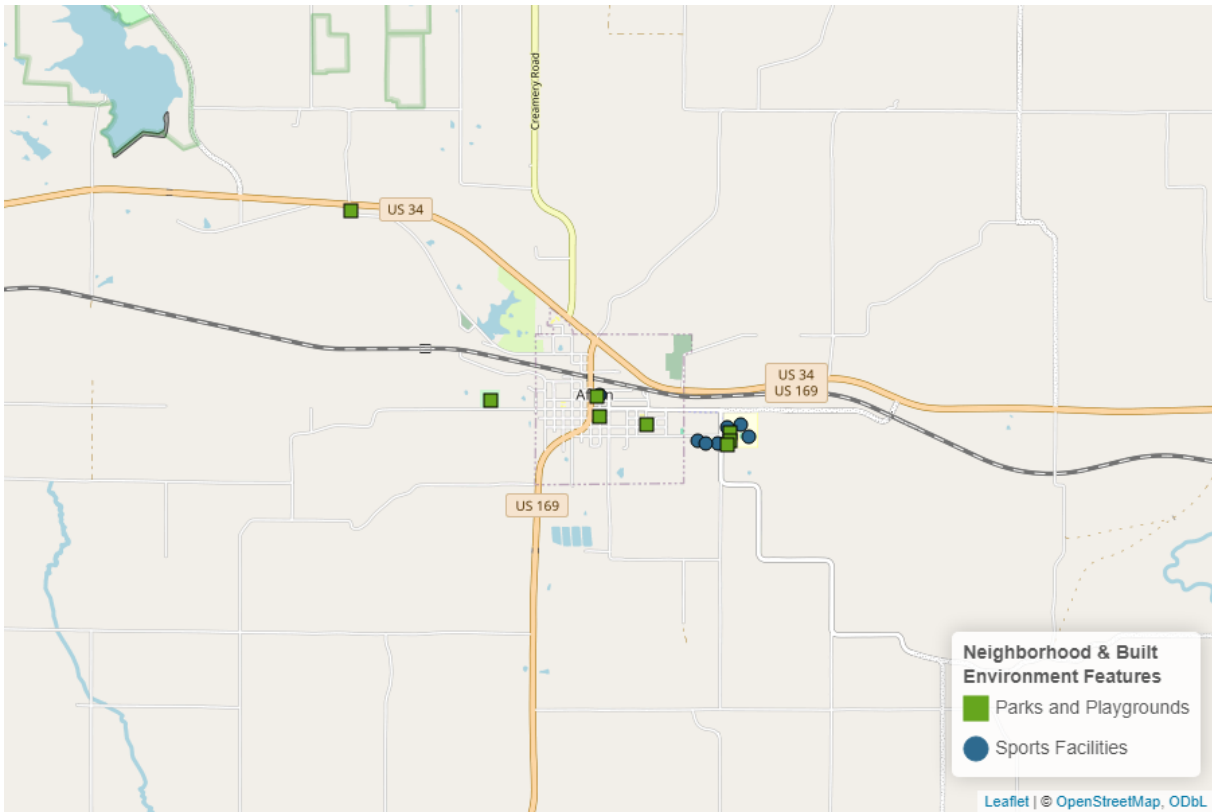 Creamery Road
US 34
US 34
US 169
US 169
Neighborhood & Built
Environment Features
Parks and Playgrounds
Sports Facilities
Leaflet | © OpenStreetMap, ODbL